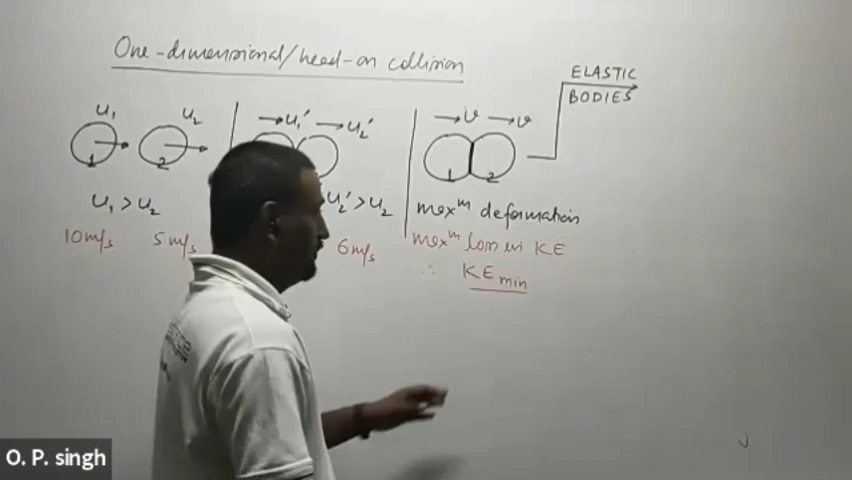 One-dimensional/head-on collision
ELASTIC
BODIES
u₁ u₂
→u₁' →u₂'
→v →v
1 2
1 2
u₁ > u₂
u₂' > u₂
maxᵐ deformation
10m/s 5m/s 6m/s
maxᵐ loss in KE
∴ KEmin
O. P. singh